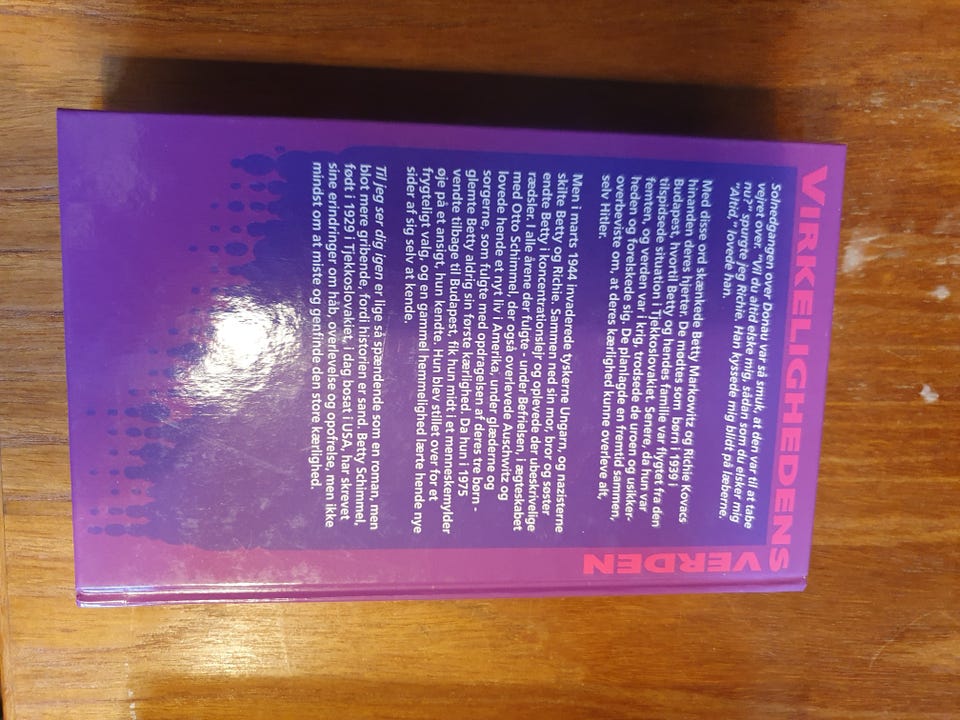 VIRKELIGHEDENS
VERDEN
Solnedgangen over Donau var så smuk, at den var til at tabe
vejret over. "Vil du altid elske mig, sådan som du elsker mig
nu?" spurgte jeg Richie. Han kyssede mig blidt på læberne.
"Altid," lovede han.
Med disse ord skænkede Betty Markowitz og Richie Kovacs
hinanden deres hjerter. De mødtes som børn i 1939 i
Budapest, hvortil Betty og hendes familie var flygtet fra den
tilspidsede situation i Tjekkoslovakiet. Senere, da hun var
femten, og verden var i krig, trodsede de uroen og usikker-
heden og forelskede sig. De planlagde en fremtid sammen,
overbeviste om, at deres kærlighed kunne overleve alt,
selv Hitler.
Men i marts 1944 invaderede tyskerne Ungarn, og nazisterne
skilte Betty og Richie. Sammen med sin mor, bror og søster
endte Betty i koncentrationslejr og oplevede der ubeskrivelige
rædsler. I alle årene der fulgte - under Befrielsen, i ægteskabet
med Otto Schimmel, der også overlevede Auschwitz og
lovede hende et nyt liv i Amerika, under glæderne og
sorgerne, som fulgte med opdragelsen af deres tre børn -
glemte Betty aldrig sin første kærlighed. Da hun i 1975
vendte tilbage til Budapest, fik hun midt i et menneskemylder
øje på et ansigt, hun kendte. Hun blev stillet over for et
frygteligt valg, og en gammel hemmelighed lærte hende nye
sider af sig selv at kende.
Til jeg ser dig igen er lige så spændende som en roman, men
blot mere gribende, fordi historien er sand. Betty Schimmel,
født i 1929 i Tjekkoslovakiet, i dag bosat i USA, har skrevet
sine erindringer om håb, overlevelse og opofrelse, men ikke
mindst om at miste og genfinde den store kærlighed.